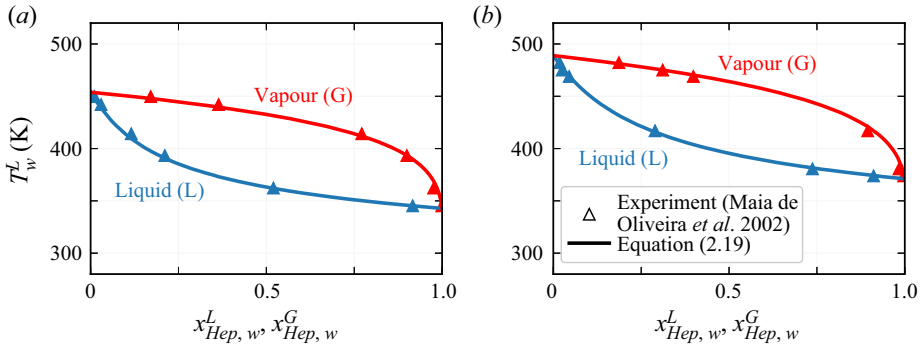 (a)
500
400
300
T_w^L (K)
Vapour (G)
Liquid (L)
0
0.5
1.0
x^L_{Hep, w}, x^G_{Hep, w}
(b)
500
400
300
Vapour (G)
Liquid (L)
Experiment (Maia de
Oliveira et al. 2002)
Equation (2.19)
0
0.5
1.0
x^L_{Hep, w}, x^G_{Hep, w}